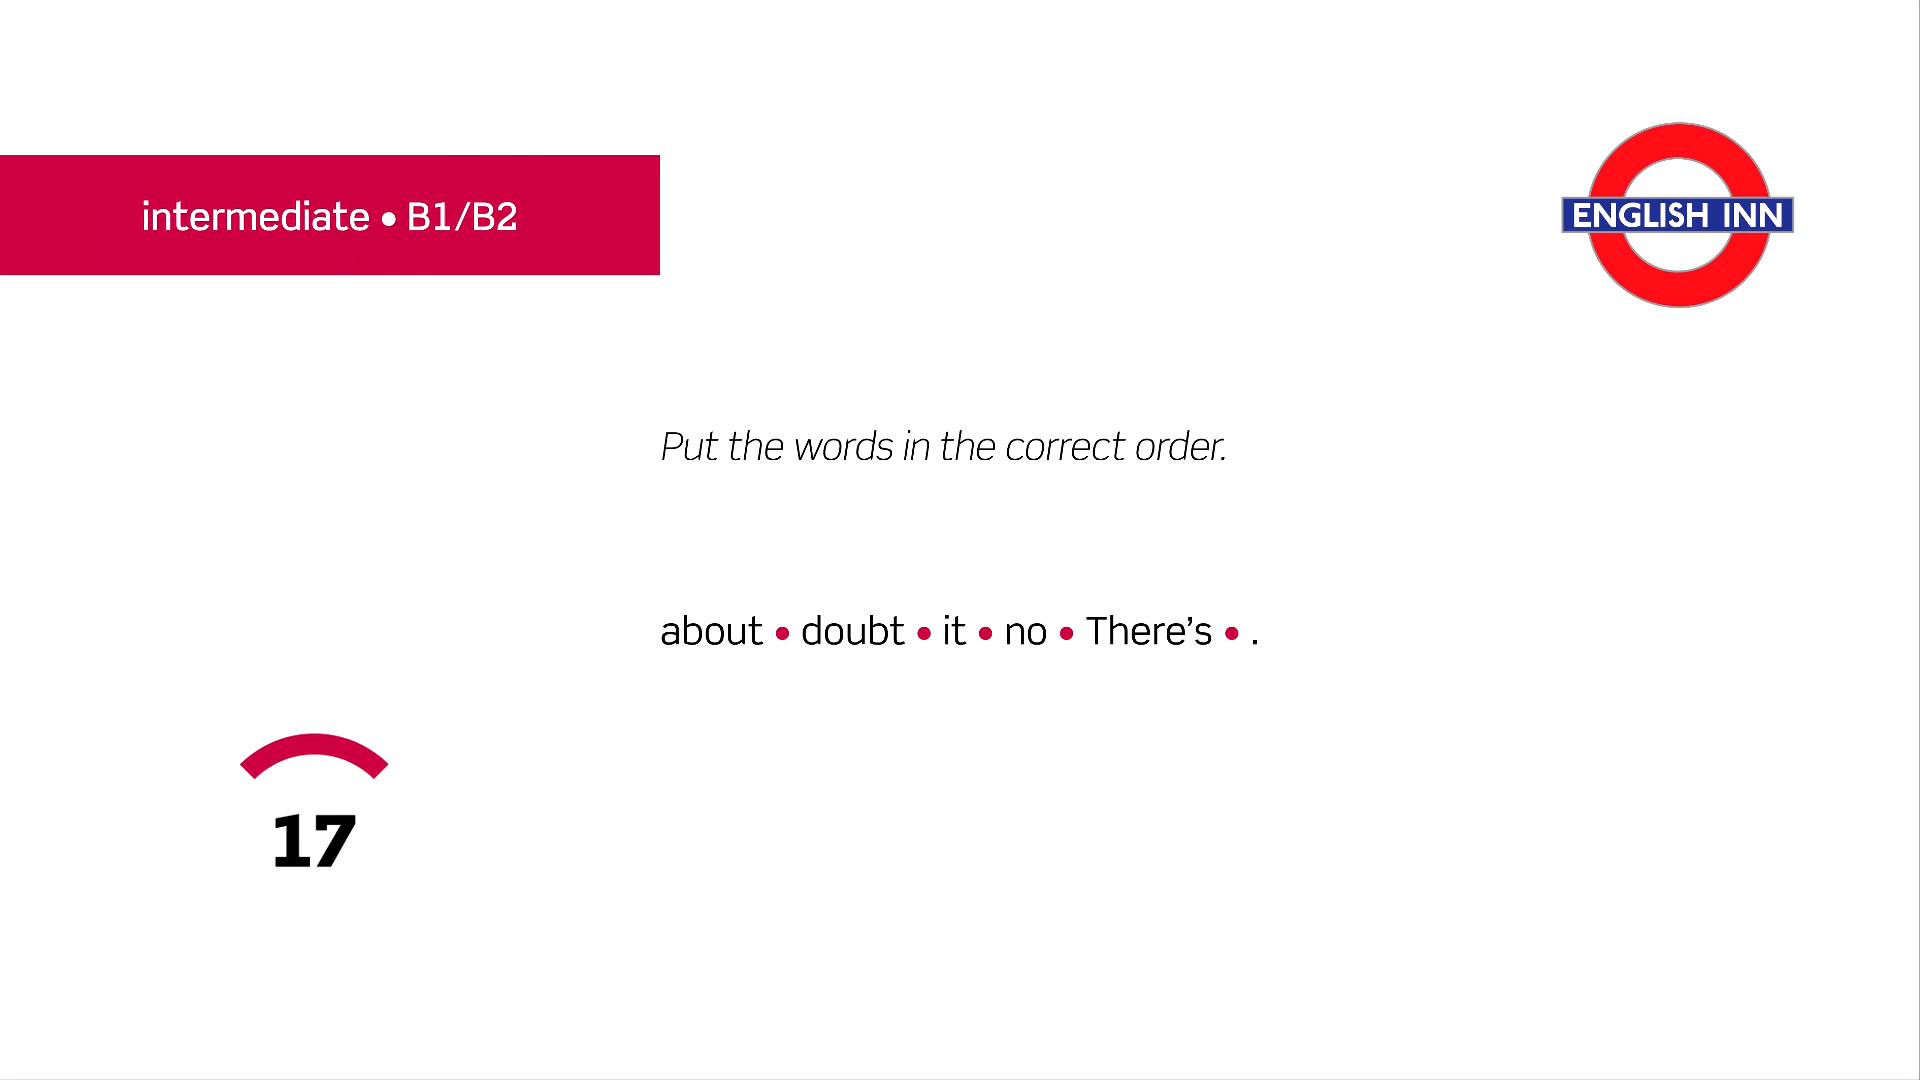 intermediate • B1/B2
ENGLISH INN
Put the words in the correct order.
about • doubt • it • no • There’s • .
17